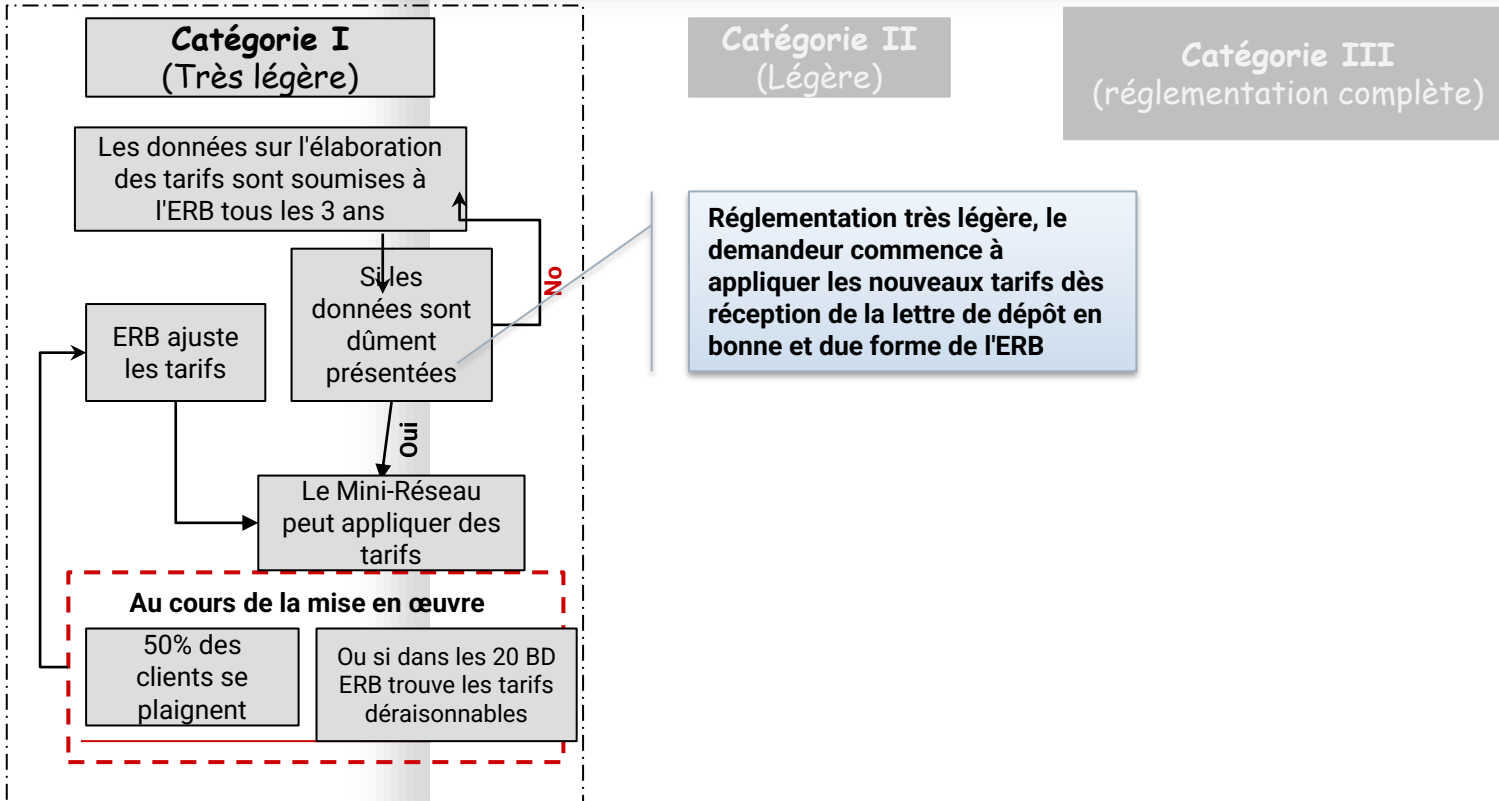 Catégorie I
(Très légère)
Catégorie II
(Légère)
Catégorie III
(réglementation complète)
Les données sur l'élaboration
des tarifs sont soumises à
l'ERB tous les 3 ans
Si les
données sont
dûment
présentées
No
Réglementation très légère, le
demandeur commence à
appliquer les nouveaux tarifs dès
réception de la lettre de dépôt en
bonne et due forme de l'ERB
ERB ajuste
les tarifs
Oui
Le Mini-Réseau
peut appliquer des
tarifs
Au cours de la mise en œuvre
50% des
clients se
plaignent
Ou si dans les 20 BD
ERB trouve les tarifs
déraisonnables